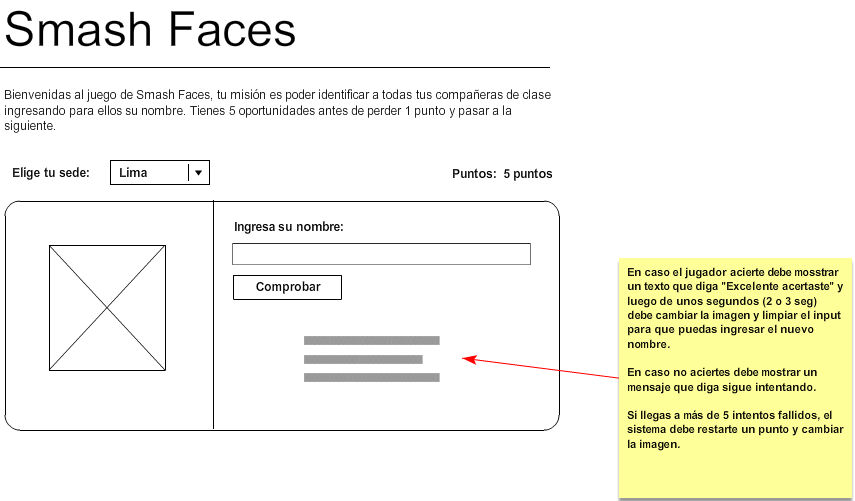 Smash Faces
Bienvenidas al juego de Smash Faces, tu misión es poder identificar a todas tus compañeras de clase
ingresando para ellos su nombre. Tienes 5 oportunidades antes de perder 1 punto y pasar a la
siguiente.
Elige tu sede: Lima
Puntos: 5 puntos
Ingresa su nombre:
Comprobar
En caso el jugador acierte debe mosstrar
un texto que diga "Excelente acertaste" y
luego de unos segundos (2 o 3 seg)
debe cambiar la imagen y limpiar el input
para que puedas ingresar el nuevo
nombre.
En caso no aciertes debe mostrar un
mensaje que diga sigue intentando.
Si llegas a más de 5 intentos fallidos, el
sistema debe restarte un punto y cambiar
la imagen.